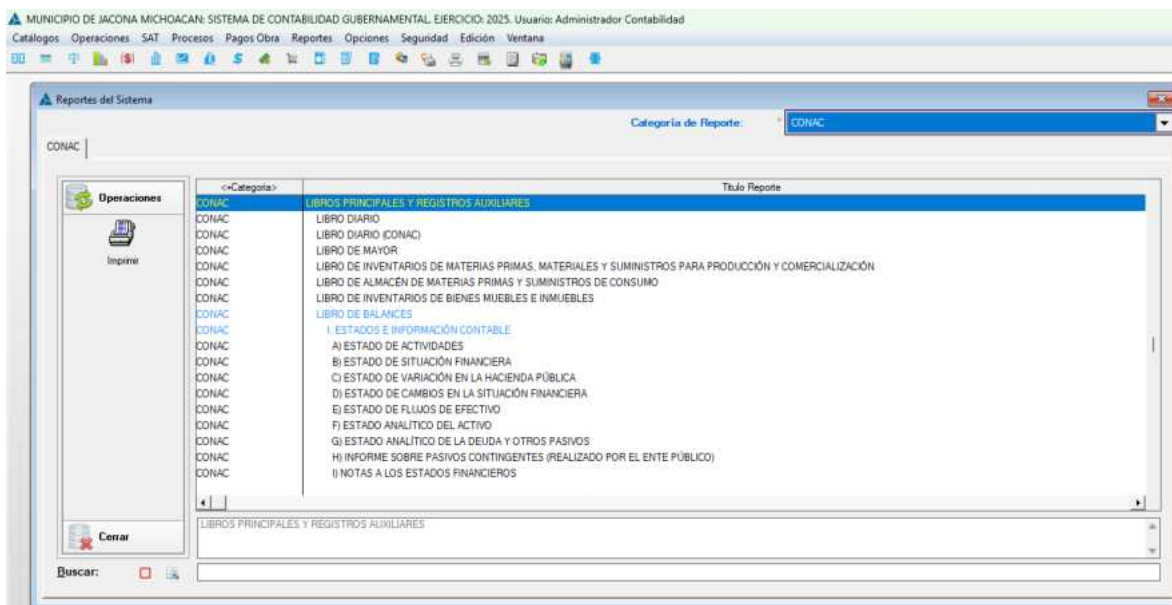 MUNICIPIO DE JACONA MICHOACAN: SISTEMA DE CONTABILIDAD GUBERNAMENTAL. EJERCICIO: 2025. Usuario: Administrador Contabilidad
Catálogos Operaciones SAT Procesos Pagos Obra Reportes Opciones Seguridad Edición Ventana
Reportes del Sistema
Categoría de Reporte: * CONAC
CONAC
Operaciones
Imprimir
Cerrar
<+Categoria> Título Reporte
CONAC LIBROS PRINCIPALES Y REGISTROS AUXILIARES
CONAC LIBRO DIARIO
CONAC LIBRO DIARIO (CONAC)
CONAC LIBRO DE MAYOR
CONAC LIBRO DE INVENTARIOS DE MATERIAS PRIMAS, MATERIALES Y SUMINISTROS PARA PRODUCCIÓN Y COMERCIALIZACIÓN
CONAC LIBRO DE ALMACÉN DE MATERIAS PRIMAS Y SUMINISTROS DE CONSUMO
CONAC LIBRO DE INVENTARIOS DE BIENES MUEBLES E INMUEBLES
CONAC LIBRO DE BALANCES
CONAC I. ESTADOS E INFORMACIÓN CONTABLE
CONAC A) ESTADO DE ACTIVIDADES
CONAC B) ESTADO DE SITUACIÓN FINANCIERA
CONAC C) ESTADO DE VARIACIÓN EN LA HACIENDA PÚBLICA
CONAC D) ESTADO DE CAMBIOS EN LA SITUACIÓN FINANCIERA
CONAC E) ESTADO DE FLUJOS DE EFECTIVO
CONAC F) ESTADO ANALÍTICO DEL ACTIVO
CONAC G) ESTADO ANALÍTICO DE LA DEUDA Y OTROS PASIVOS
CONAC H) INFORME SOBRE PASIVOS CONTINGENTES (REALIZADO POR EL ENTE PÚBLICO)
CONAC I) NOTAS A LOS ESTADOS FINANCIEROS
LIBROS PRINCIPALES Y REGISTROS AUXILIARES
Buscar: